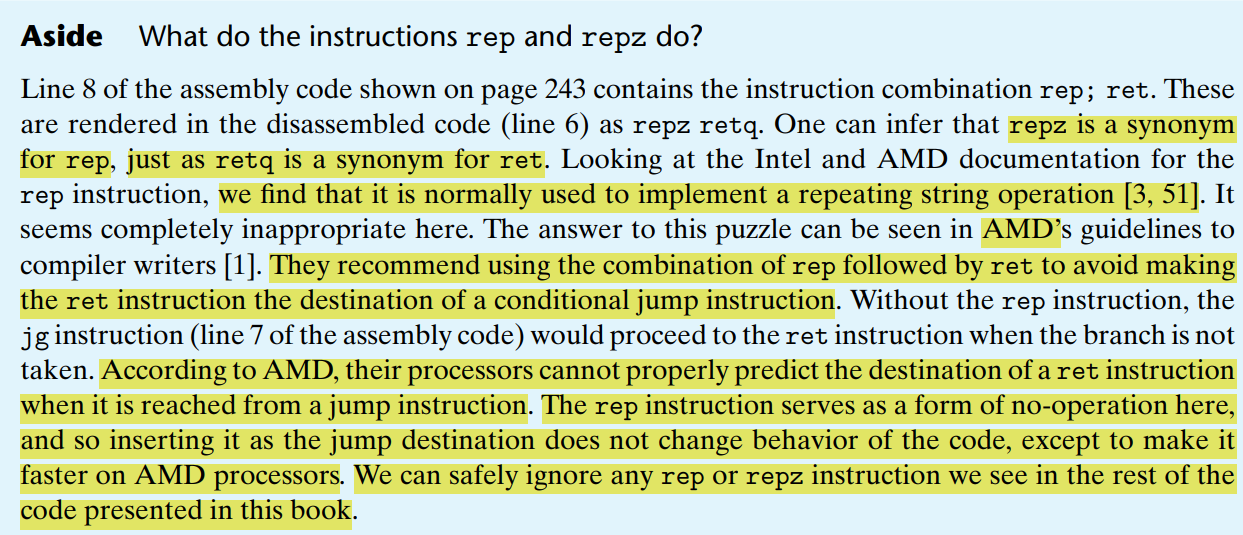 Aside What do the instructions rep and repz do?
Line 8 of the assembly code shown on page 243 contains the instruction combination rep; ret. These
are rendered in the disassembled code (line 6) as repz retq. One can infer that repz is a synonym
for rep, just as retq is a synonym for ret. Looking at the Intel and AMD documentation for the
rep instruction, we find that it is normally used to implement a repeating string operation [3, 51]. It
seems completely inappropriate here. The answer to this puzzle can be seen in AMD's guidelines to
compiler writers [1]. They recommend using the combination of rep followed by ret to avoid making
the ret instruction the destination of a conditional jump instruction. Without the rep instruction, the
jg instruction (line 7 of the assembly code) would proceed to the ret instruction when the branch is not
taken. According to AMD, their processors cannot properly predict the destination of a ret instruction
when it is reached from a jump instruction. The rep instruction serves as a form of no-operation here,
and so inserting it as the jump destination does not change behavior of the code, except to make it
faster on AMD processors. We can safely ignore any rep or repz instruction we see in the rest of the
code presented in this book.